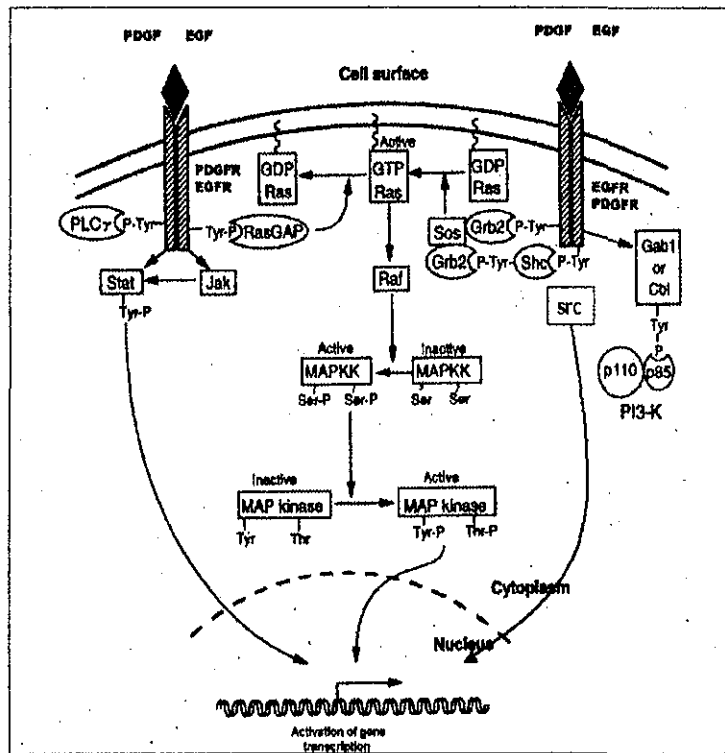 PDGF EGF
PDGF EGF
Cell surface
Active
PDGFR
EGFR
GDP
Ras
GTP
Ras
GDP
Ras
EGFR
PDGFR
PLCγ
P-Tyr
Tyr-P
RasGAP
Sos
Grb2
P-Tyr
Grb2
P-Tyr
Shc
P-Tyr
Gab1
or
Cbl
Stat
Jak
Raf
src
Tyr-P
Tyr
P
p110
p85
PI3-K
Active
Inactive
MAPKK
MAPKK
Ser-P
Ser-P
Ser
Ser
Inactive
Active
MAP kinase
MAP kinase
Tyr
Thr
Tyr-P
Thr-P
Cytoplasm
Nucleus
Activation of gene
transcription